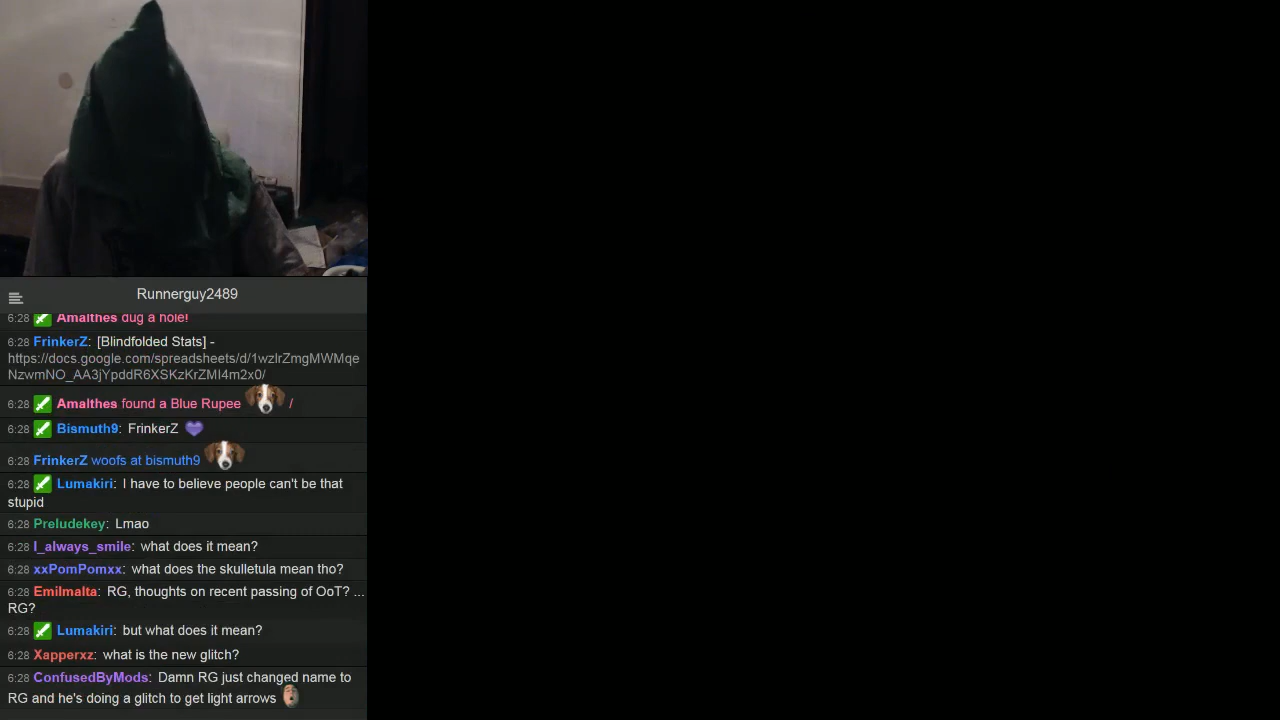 Runnerguy2489
6:28 Amalthes dug a hole!
6:28 FrinkerZ: [Blindfolded Stats] -
https://docs.google.com/spreadsheets/d/1wzlrZmgMWMqe
NzwmNO_AA3jYpddR6XSKzKrZMI4m2x0/
6:28 Amalthes found a Blue Rupee /
6:28 Bismuth9: FrinkerZ
6:28 FrinkerZ woofs at bismuth9
6:28 Lumakiri: I have to believe people can't be that
stupid
6:28 Preludekey: Lmao
6:28 I_always_smile: what does it mean?
6:28 xxPomPomxx: what does the skulletula mean tho?
6:28 Emilmalta: RG, thoughts on recent passing of OoT? ...
RG?
6:28 Lumakiri: but what does it mean?
6:28 Xapperxz: what is the new glitch?
6:28 ConfusedByMods: Damn RG just changed name to
RG and he's doing a glitch to get light arrows